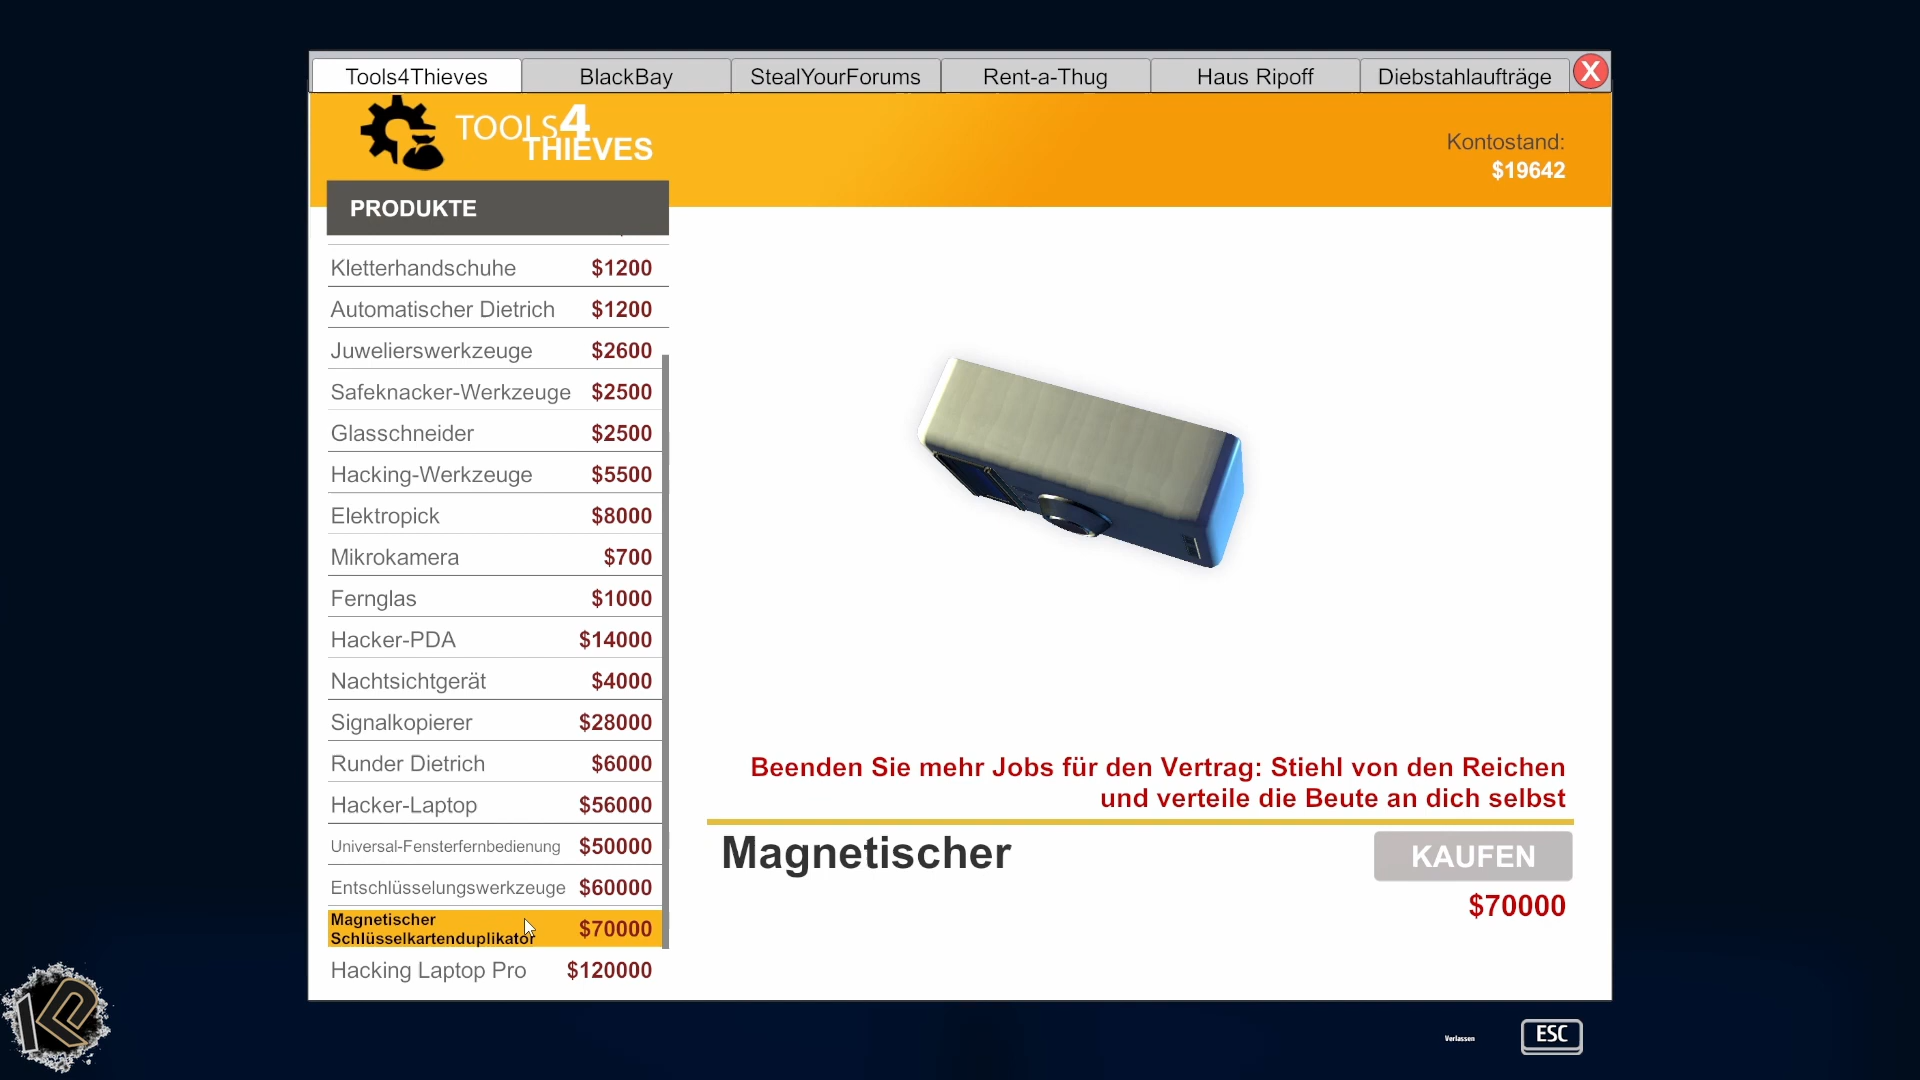 Tools4Thieves
BlackBay
StealYourForums
Rent-a-Thug
Haus Ripoff
Diebstahlaufträge
X
TOOLS4
THIEVES
Kontostand:
$19642
PRODUKTE
Kletterhandschuhe $1200
Automatischer Dietrich $1200
Juwelierswerkzeuge $2600
Safeknacker-Werkzeuge $2500
Glasschneider $2500
Hacking-Werkzeuge $5500
Elektropick $8000
Mikrokamera $700
Fernglas $1000
Hacker-PDA $14000
Nachtsichtgerät $4000
Signalkopierer $28000
Runder Dietrich $6000
Hacker-Laptop $56000
Universal-Fensterfernbedienung $50000
Entschlüsselungswerkzeuge $60000
Magnetischer
Schlüsselkartenduplikator $70000
Hacking Laptop Pro $120000
Beenden Sie mehr Jobs für den Vertrag: Stiehl von den Reichen
und verteile die Beute an dich selbst
Magnetischer
KAUFEN
$70000
Verlassen
ESC